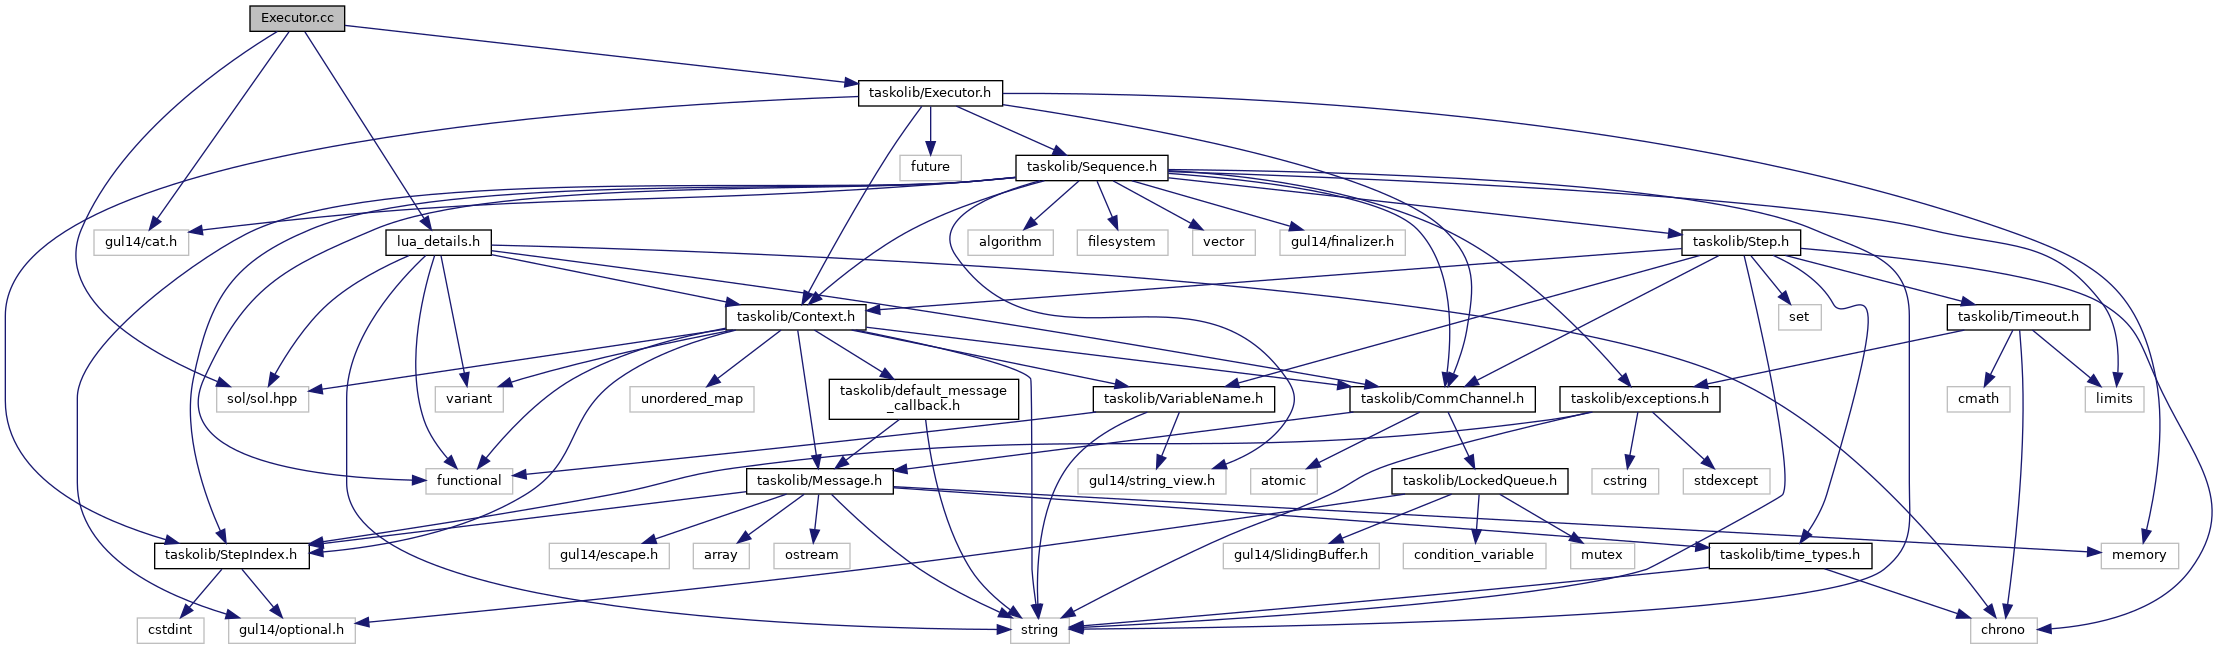 Executor.cc
taskolib/Executor.h
future
taskolib/Sequence.h
gul14/cat.h
lua_details.h
algorithm
filesystem
vector
gul14/finalizer.h
taskolib/Step.h
taskolib/Context.h
set
taskolib/Timeout.h
sol/sol.hpp
variant
unordered_map
taskolib/default_message
_callback.h
taskolib/VariableName.h
taskolib/CommChannel.h
taskolib/exceptions.h
cmath
limits
functional
taskolib/Message.h
gul14/string_view.h
atomic
taskolib/LockedQueue.h
cstring
stdexcept
taskolib/StepIndex.h
gul14/escape.h
array
ostream
gul14/SlidingBuffer.h
condition_variable
mutex
taskolib/time_types.h
memory
cstdint
gul14/optional.h
string
chrono